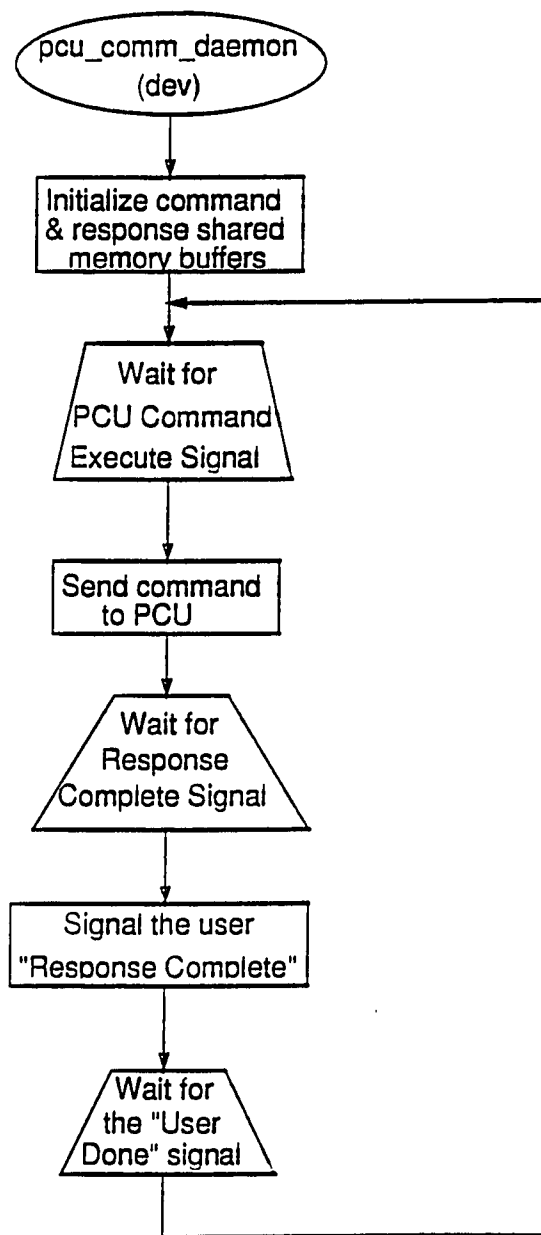 pcu_comm_daemon
(dev)
Initialize command
& response shared
memory buffers
Wait for
PCU Command
Execute Signal
Send command
to PCU
Wait for
Response
Complete Signal
Signal the user
"Response Complete"
Wait for
the "User
Done" signal